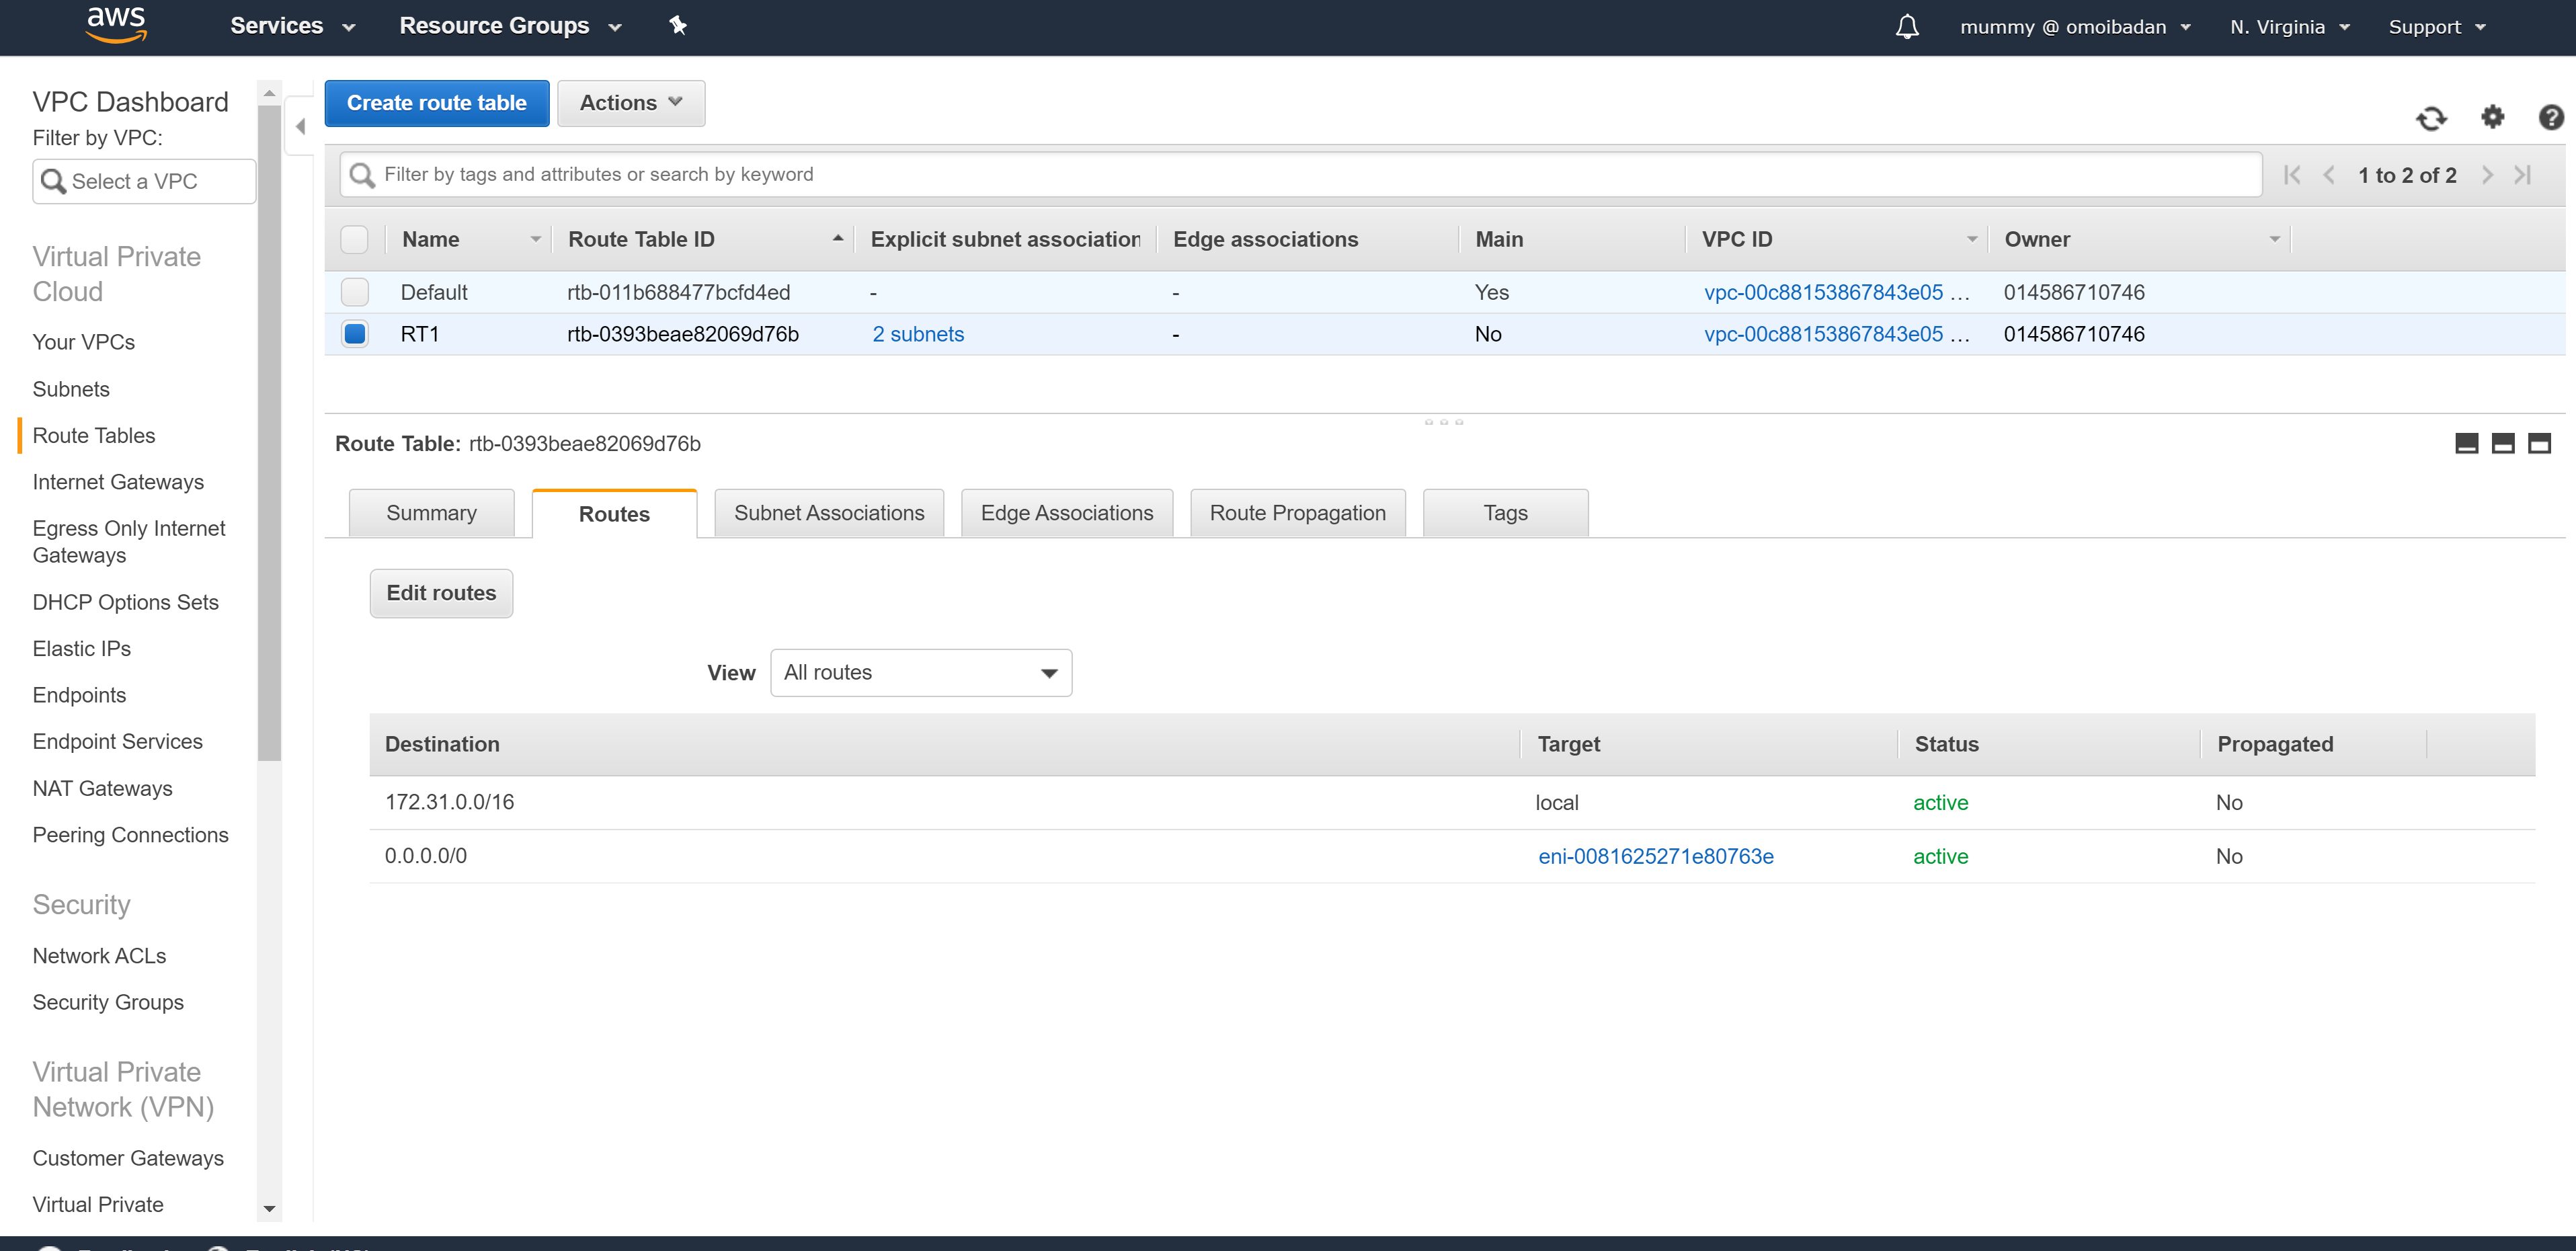 aws Services Resource Groups mummy @ omoibadan N. Virginia Support
VPC Dashboard
Filter by VPC:
Select a VPC
Virtual Private
Cloud
Your VPCs
Subnets
Route Tables
Internet Gateways
Egress Only Internet
Gateways
DHCP Options Sets
Elastic IPs
Endpoints
Endpoint Services
NAT Gateways
Peering Connections
Security
Network ACLs
Security Groups
Virtual Private
Network (VPN)
Customer Gateways
Virtual Private
Create route table Actions
Filter by tags and attributes or search by keyword 1 to 2 of 2
Name Route Table ID Explicit subnet association Edge associations Main VPC ID Owner
Default rtb-011b688477bcfd4ed - - Yes vpc-00c88153867843e05 ... 014586710746
RT1 rtb-0393beae82069d76b 2 subnets - No vpc-00c88153867843e05 ... 014586710746
Route Table: rtb-0393beae82069d76b
Summary Routes Subnet Associations Edge Associations Route Propagation Tags
Edit routes
View All routes
Destination Target Status Propagated
172.31.0.0/16 local active No
0.0.0.0/0 eni-0081625271e80763e active No